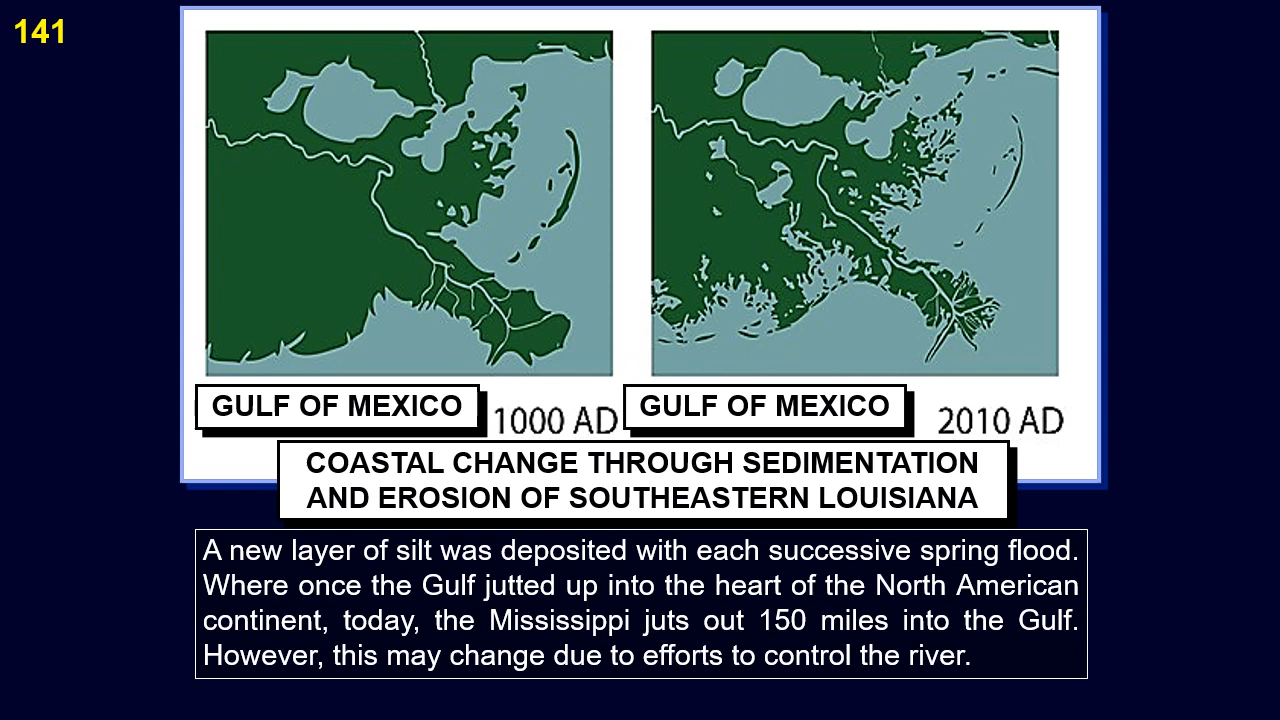 141
GULF OF MEXICO
1000 AD
GULF OF MEXICO
2010 AD
COASTAL CHANGE THROUGH SEDIMENTATION
AND EROSION OF SOUTHEASTERN LOUISIANA
A new layer of silt was deposited with each successive spring flood.
Where once the Gulf jutted up into the heart of the North American
continent, today, the Mississippi juts out 150 miles into the Gulf.
However, this may change due to efforts to control the river.